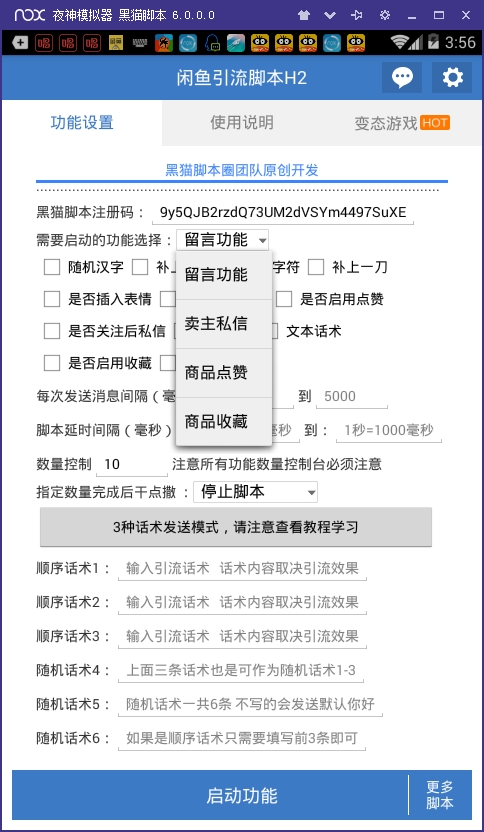 nox 夜神模拟器 黑猫脚本 6.0.0.0
3:56
闲鱼引流脚本H2
功能设置 使用说明 变态游戏 HOT
黑猫脚本圈团队原创开发
黑猫脚本注册码： 9y5QJB2rzdQ73UM2dVSYm4497SuXE
需要启动的功能选择： 留言功能
随机汉字 补上 字符 补上一刀
留言功能
是否插入表情 是否启用点赞
卖主私信
是否关注后私信 文本话术
是否启用收藏
商品点赞
每次发送消息间隔（毫 到 5000
商品收藏
脚本延时间隔（毫秒） 毫秒 到： 1秒=1000毫秒
数量控制 10 注意所有功能数量控制台必须注意
指定数量完成后干点撒： 停止脚本
3种话术发送模式，请注意查看教程学习
顺序话术1： 输入引流话术 话术内容取决引流效果
顺序话术2： 输入引流话术 话术内容取决引流效果
顺序话术3： 输入引流话术 话术内容取决引流效果
随机话术4： 上面三条话术也是可作为随机话术1-3
随机话术5： 随机话术一共6条 不写的会发送默认你好
随机话术6： 如果是顺序话术只需要填写前3条即可
启动功能 更多
脚本